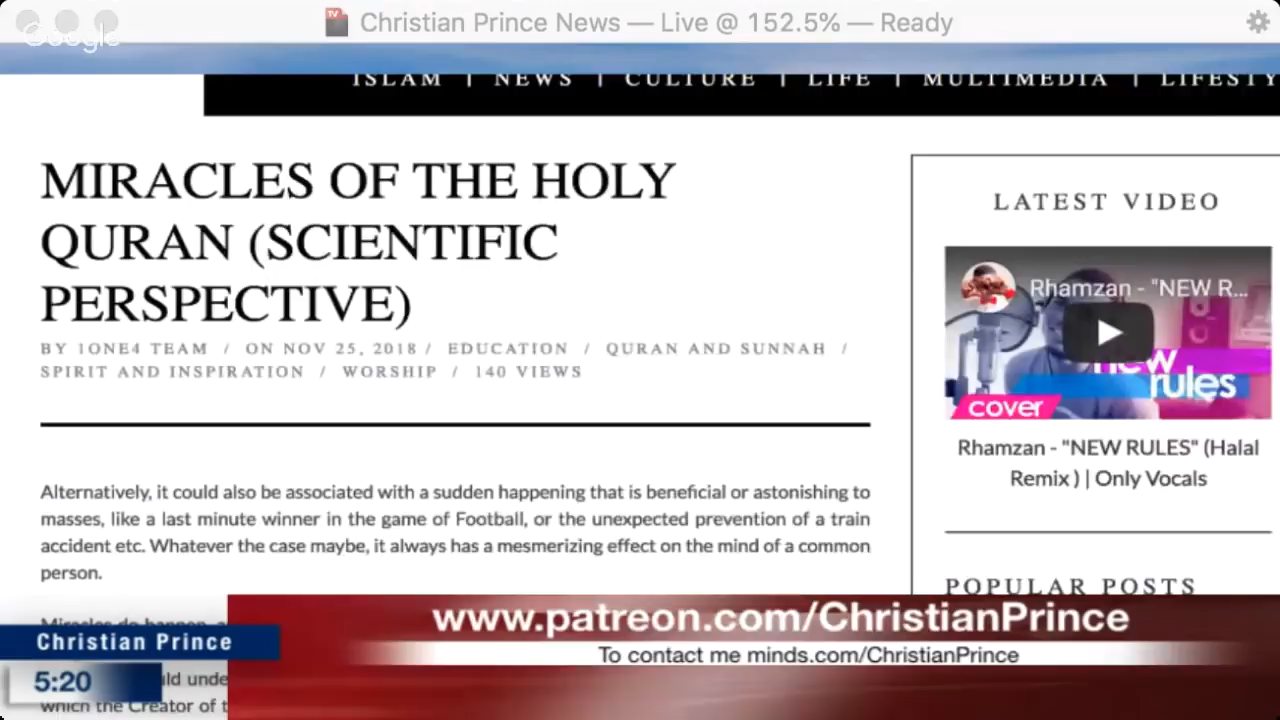 Christian Prince News — Live @ 152.5% — Ready
Google
ISLAM | NEWS | CULTURE | LIFE | MULTIMEDIA | LIFESTY
MIRACLES OF THE HOLY
QURAN (SCIENTIFIC
PERSPECTIVE)
BY 1ONE4 TEAM / ON NOV 25, 2018 / EDUCATION / QURAN AND SUNNAH /
SPIRIT AND INSPIRATION / WORSHIP / 140 VIEWS
Alternatively, it could also be associated with a sudden happening that is beneficial or astonishing to
masses, like a last minute winner in the game of Football, or the unexpected prevention of a train
accident etc. Whatever the case maybe, it always has a mesmerizing effect on the mind of a common
person.
LATEST VIDEO
Rhamzan - "NEW R...
new
rules
cover
Rhamzan - "NEW RULES" (Halal
Remix ) | Only Vocals
POPULAR POSTS
www.patreon.com/ChristianPrince
To contact me minds.com/ChristianPrince
Christian Prince
5:20
which the Creator of t